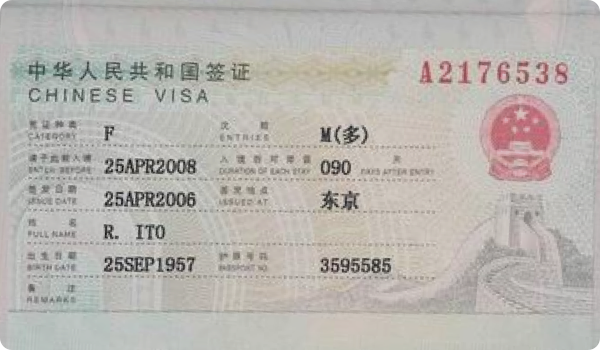 中华人民共和国签证 A2176538
CHINESE VISA
签证种类 F 次数 M(多)
CATEGORY ENTRIES
请于此前入境 25APR2008 入境后可停留 090 天
ENTER BEFORE DURATION OF EACH STAY DAYS AFTER ENTRY
签发日期 25APR2006 签发地点 东京
ISSUE DATE ISSUED AT
姓名 R. ITO
FULL NAME
出生日期 25SEP1957 护照号码 3595585
BIRTH DATE PASSPORT NO.
备注
REMARKS